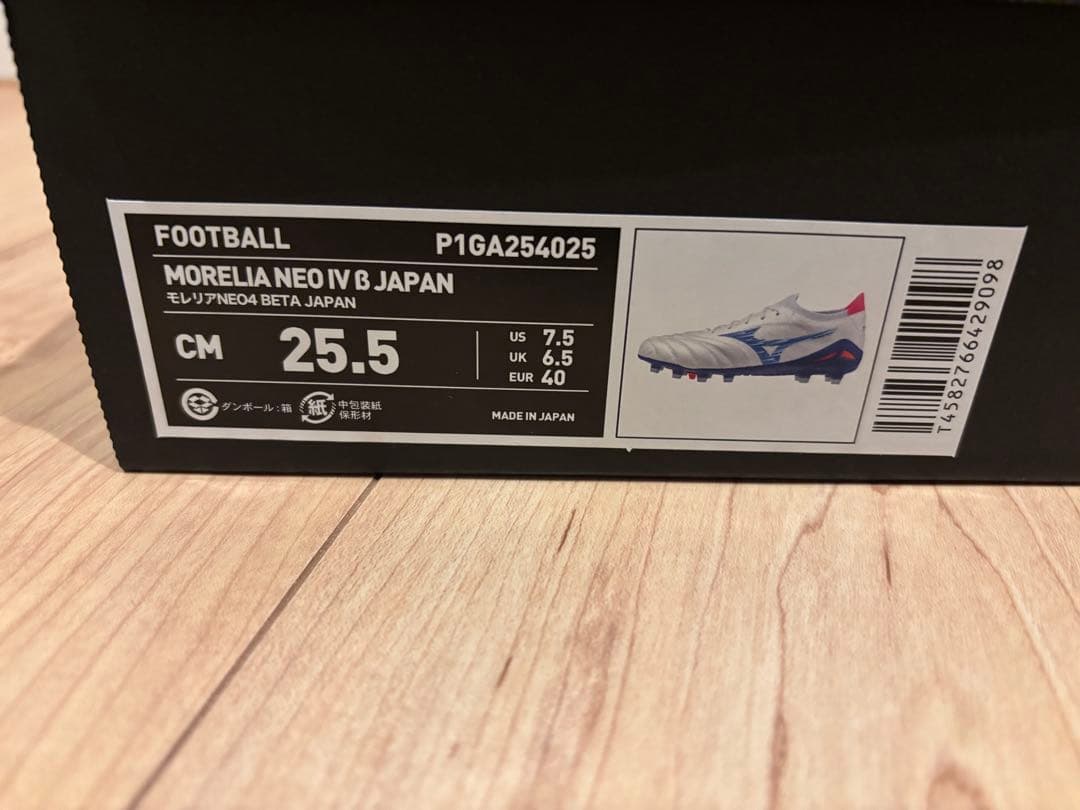 FOOTBALL P1GA254025
MORELIA NEO IV β JAPAN
モレリアNEO4 BETA JAPAN
CM 25.5
US 7.5
UK 6.5
EUR 40
ダンボール:箱
紙 中包装紙
保形材
MADE IN JAPAN
T4582766429098